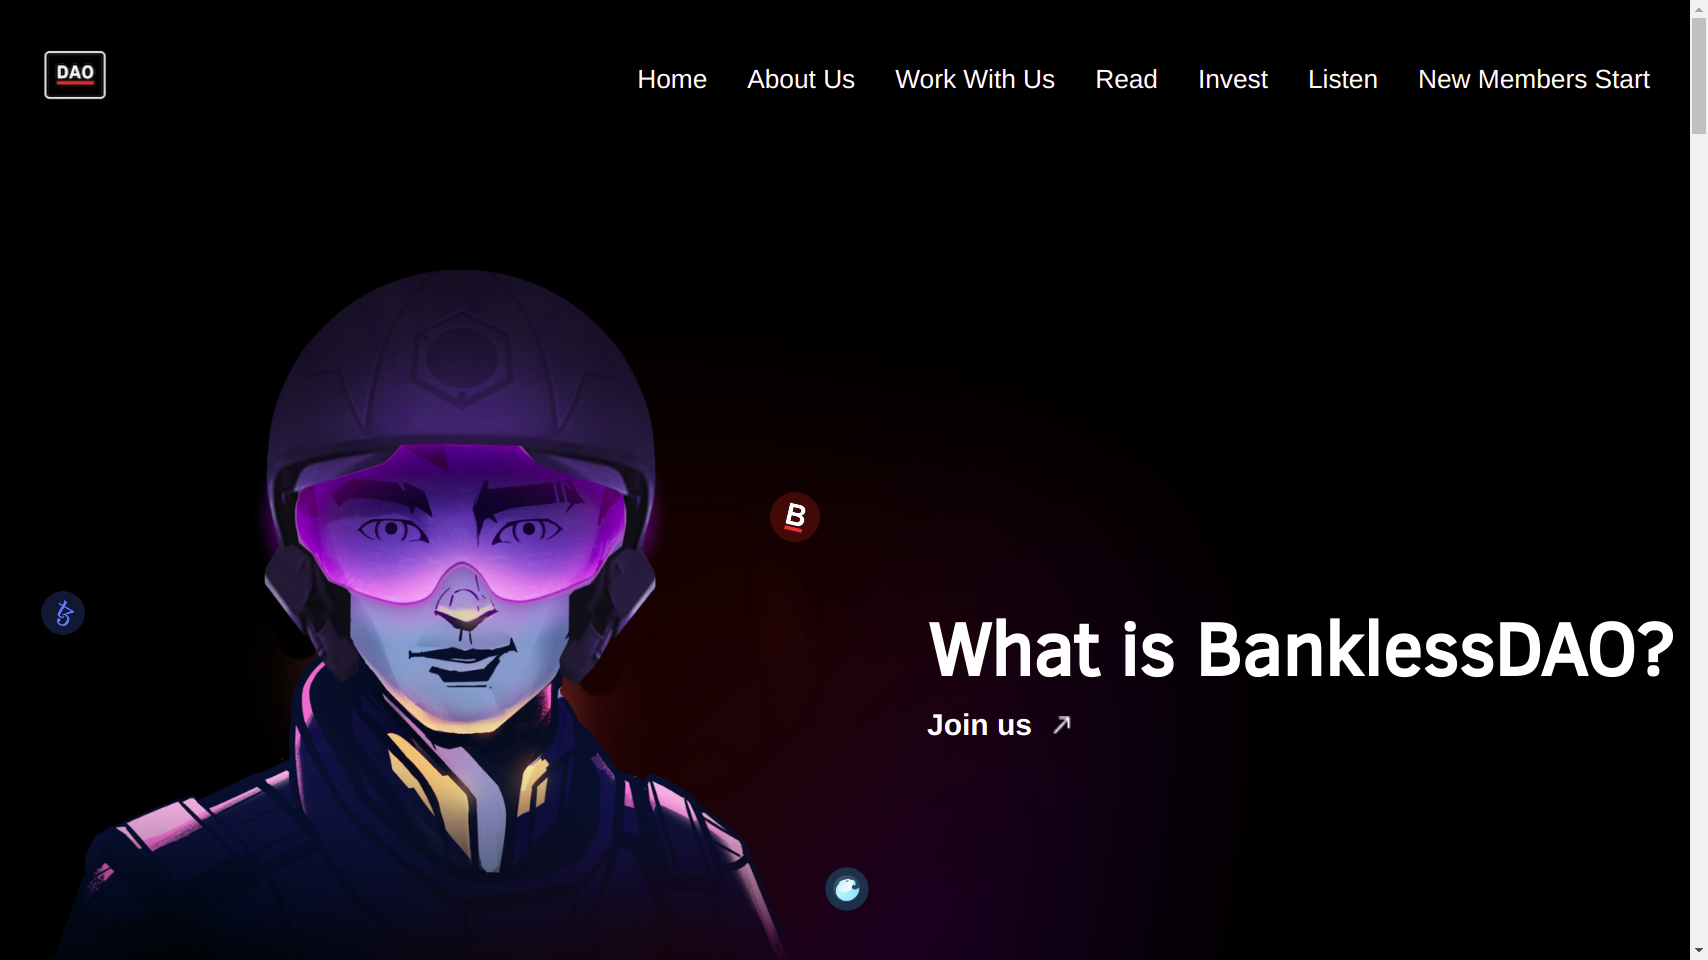 DAO
Home About Us Work With Us Read Invest Listen New Members Start
B
What is BanklessDAO?
Join us